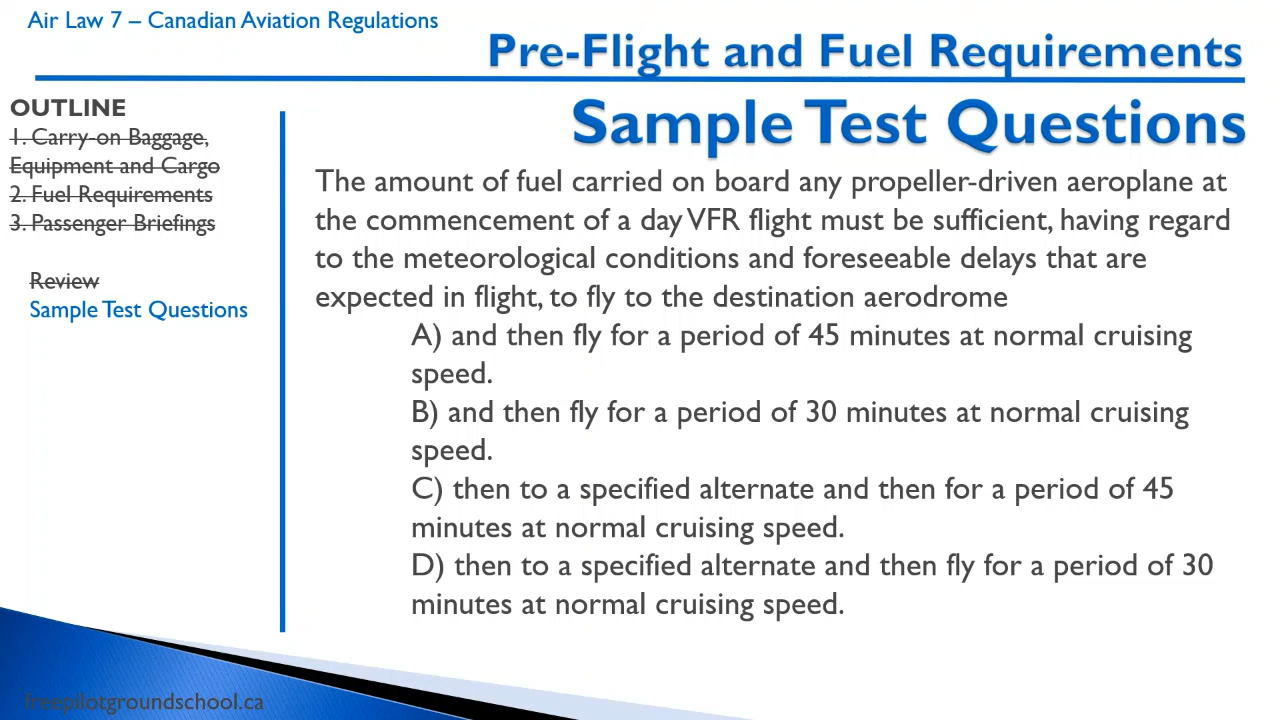 Air Law 7 – Canadian Aviation Regulations
Pre-Flight and Fuel Requirements
OUTLINE
1. Carry-on Baggage,
Equipment and Cargo
2. Fuel Requirements
3. Passenger Briefings
Review
Sample Test Questions
Sample Test Questions
The amount of fuel carried on board any propeller-driven aeroplane at
the commencement of a day VFR flight must be sufficient, having regard
to the meteorological conditions and foreseeable delays that are
expected in flight, to fly to the destination aerodrome
A) and then fly for a period of 45 minutes at normal cruising
speed.
B) and then fly for a period of 30 minutes at normal cruising
speed.
C) then to a specified alternate and then for a period of 45
minutes at normal cruising speed.
D) then to a specified alternate and then fly for a period of 30
minutes at normal cruising speed.
freepilotgroundschool.ca